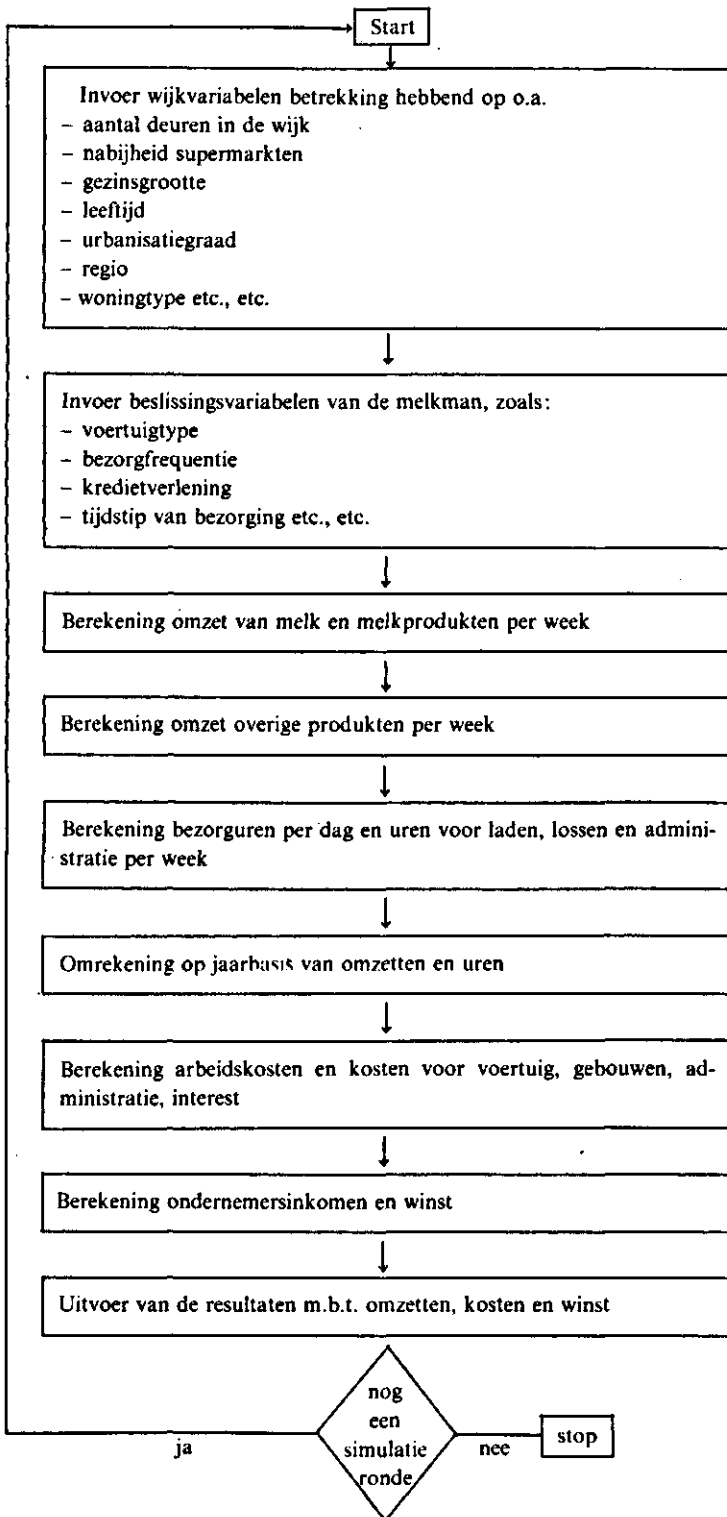 Start
Invoer wijkvariabelen betrekking hebbend op o.a.
– aantal deuren in de wijk
– nabijheid supermarkten
– gezinsgrootte
– leeftijd
– urbanisatiegraad
– regio
– woningtype etc., etc.
Invoer beslissingsvariabelen van de melkman, zoals:
– voertuigtype
– bezorgfrequentie
– kredietverlening
– tijdstip van bezorging etc., etc.
Berekening omzet van melk en melkprodukten per week
Berekening omzet overige produkten per week
Berekening bezorguren per dag en uren voor laden, lossen en admini-
stratie per week
Omrekening op jaarbasis van omzetten en uren
Berekening arbeidskosten en kosten voor voertuig, gebouwen, ad-
ministratie, interest
Berekening ondernemersinkomen en winst
Uitvoer van de resultaten m.b.t. omzetten, kosten en winst
nog
een
simulatie
ronde
ja
nee
stop